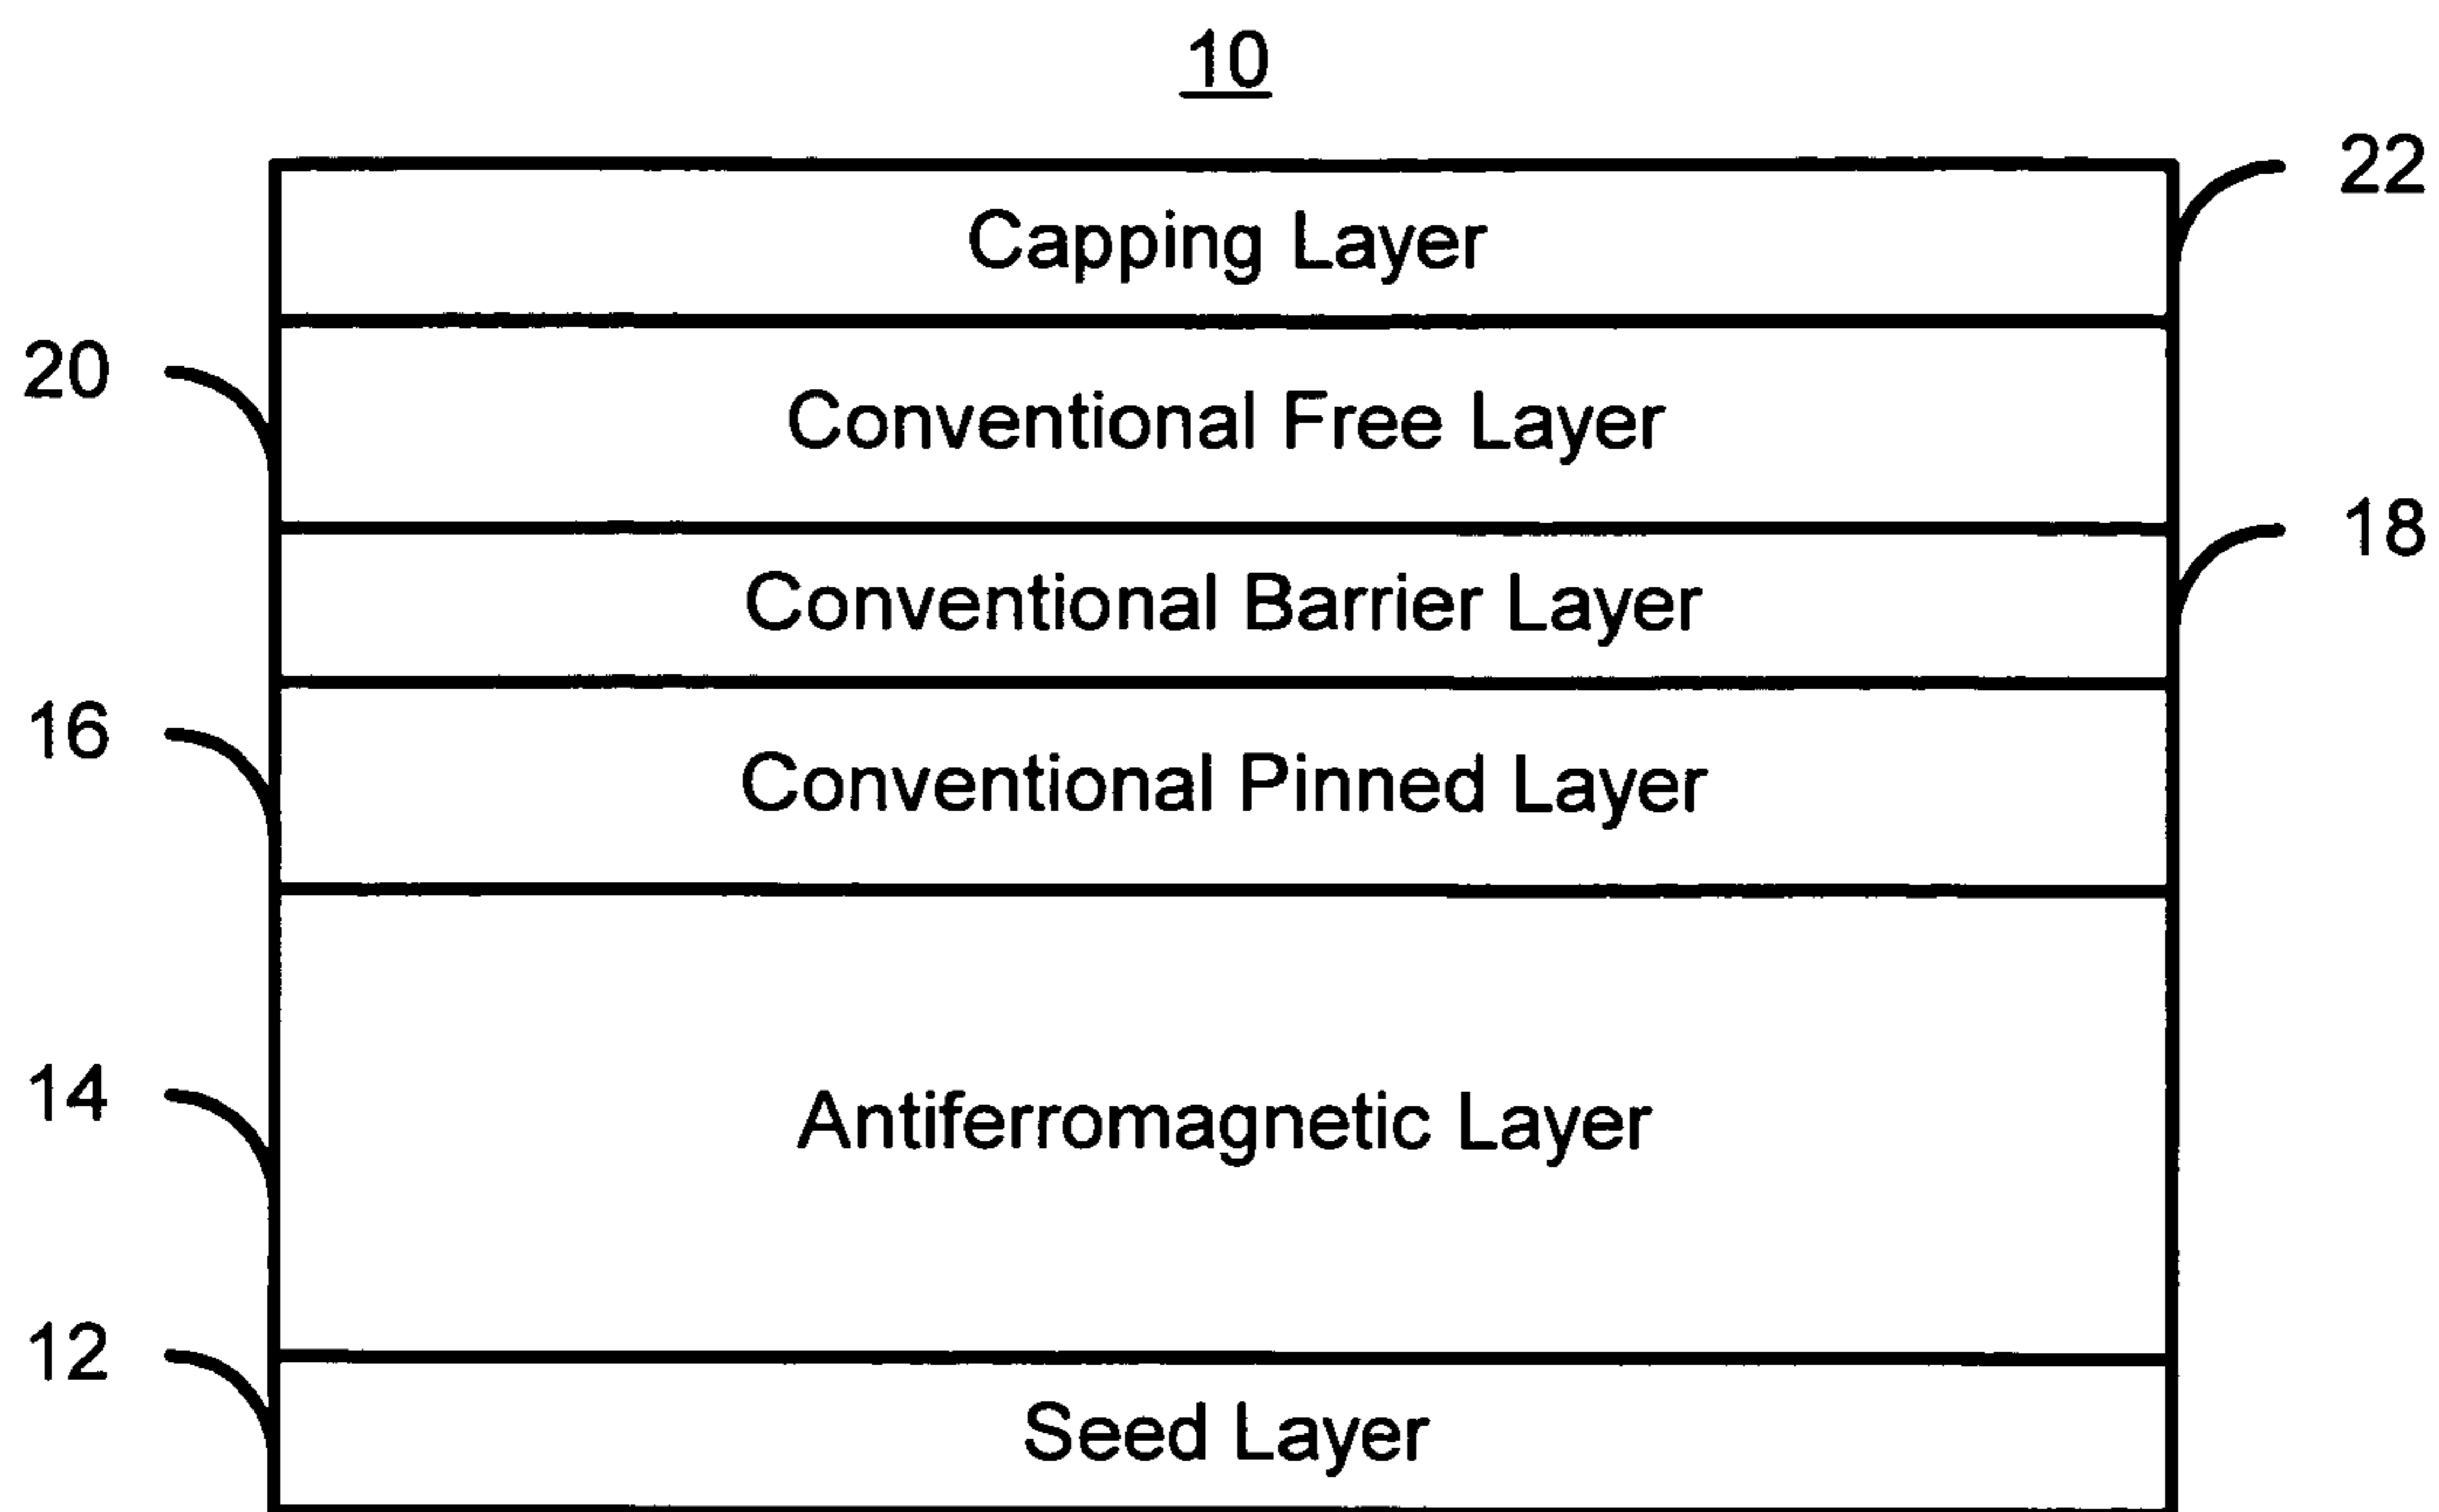 10
22
Capping Layer
20
Conventional Free Layer
18
Conventional Barrier Layer
16
Conventional Pinned Layer
14
Antiferromagnetic Layer
12
Seed Layer